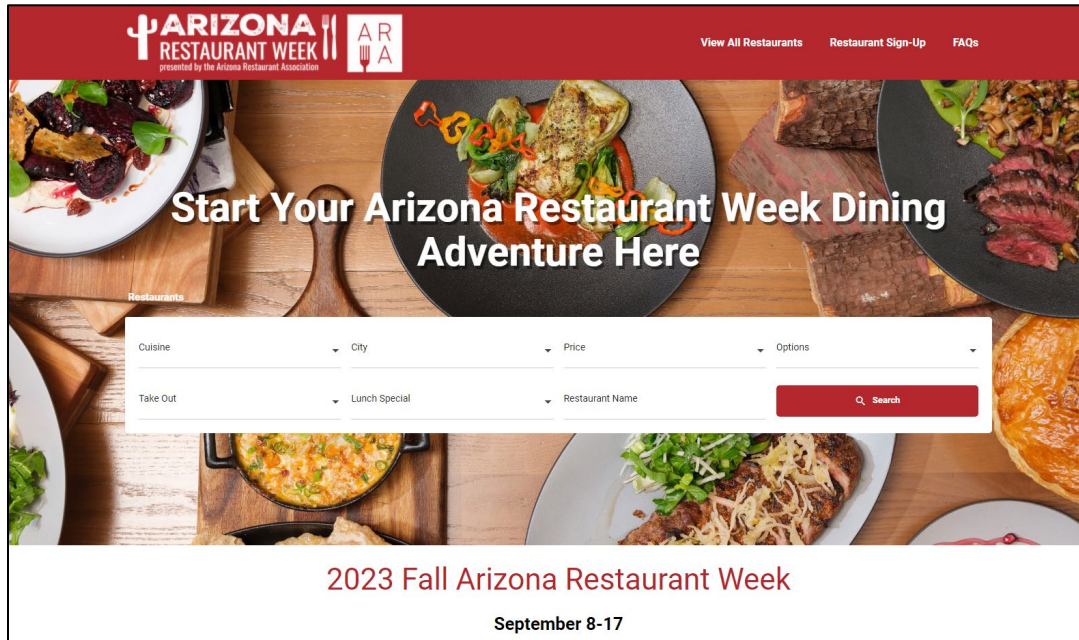 ARIZONA
RESTAURANT WEEK
presented by the Arizona Restaurant Association
A R
A
View All Restaurants
Restaurant Sign-Up
FAQs
Start Your Arizona Restaurant Week Dining
Adventure Here
Restaurants
Cuisine
City
Price
Options
Take Out
Lunch Special
Restaurant Name
Search
2023 Fall Arizona Restaurant Week
September 8-17